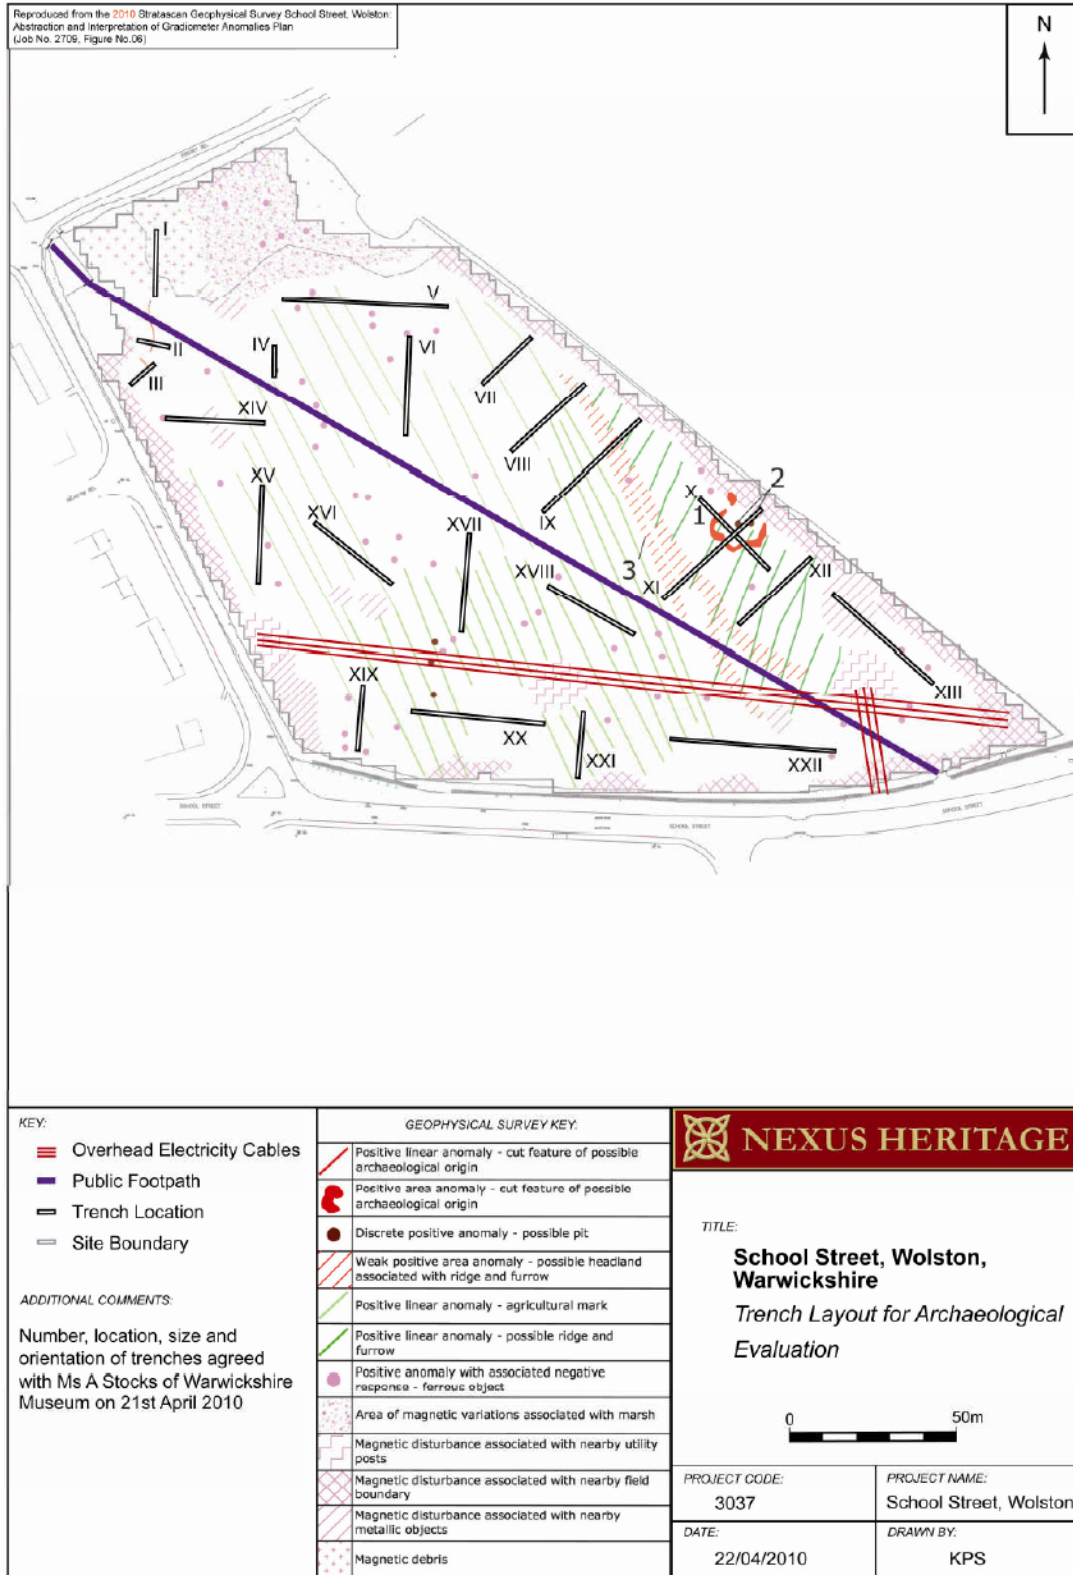 Reproduced from the 2010 Stratascan Geophysical Survey School Street, Wolston:
Abstraction and Interpretation of Gradiometer Anomalies Plan
(Job No. 2709, Figure No.06)
N
I
II
III
IV
V
VI
VII
VIII
IX
X
1
2
3
XI
XII
XIII
XIV
XV
XVI
XVII
XVIII
XIX
XX
XXI
XXII
SCHOOL STREET
SCHOOL STREET
SCHOOL STREET
KEY:
Overhead Electricity Cables
Public Footpath
Trench Location
Site Boundary
ADDITIONAL COMMENTS:
Number, location, size and
orientation of trenches agreed
with Ms A Stocks of Warwickshire
Museum on 21st April 2010
GEOPHYSICAL SURVEY KEY:
Positive linear anomaly - cut feature of possible
archaeological origin
Positive area anomaly - cut feature of possible
archaeological origin
Discrete positive anomaly - possible pit
Weak positive area anomaly - possible headland
associated with ridge and furrow
Positive linear anomaly - agricultural mark
Positive linear anomaly - possible ridge and
furrow
Positive anomaly with associated negative
response - ferrous object
Area of magnetic variations associated with marsh
Magnetic disturbance associated with nearby utility
posts
Magnetic disturbance associated with nearby field
boundary
Magnetic disturbance associated with nearby
metallic objects
Magnetic debris
NEXUS HERITAGE
TITLE:
School Street, Wolston,
Warwickshire
Trench Layout for Archaeological
Evaluation
0 50m
PROJECT CODE:
3037
PROJECT NAME:
School Street, Wolston
DATE:
22/04/2010
DRAWN BY:
KPS